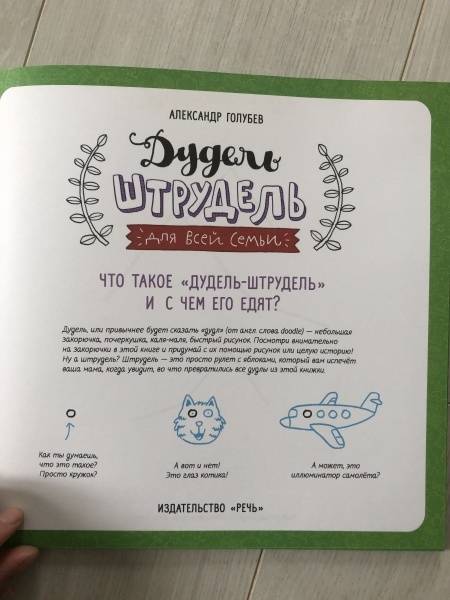 АЛЕКСАНДР ГОЛУБЕВ
Дудель
ШТРУДЕЛЬ
для всей семьи
ЧТО ТАКОЕ «ДУДЕЛЬ-ШТРУДЕЛЬ»
И С ЧЕМ ЕГО ЕДЯТ?
Дудель, или привычнее будет сказать «дудл» (от англ. слова doodle) — небольшая
закорючка, почеркушка, каля-маля, быстрый рисунок. Посмотри внимательно
на закорючки в этой книге и придумай с их помощью рисунок или целую историю!
Ну а штрудель? Штрудель — это просто рулет с яблоками, который вам испечёт
ваша мама, когда увидит, во что превратились все дудлы из этой книжки.
Как ты думаешь,
что это такое?
Просто кружок?
А вот и нет!
Это глаз котика!
А может, это
иллюминатор самолёта?
ИЗДАТЕЛЬСТВО «РЕЧЬ»